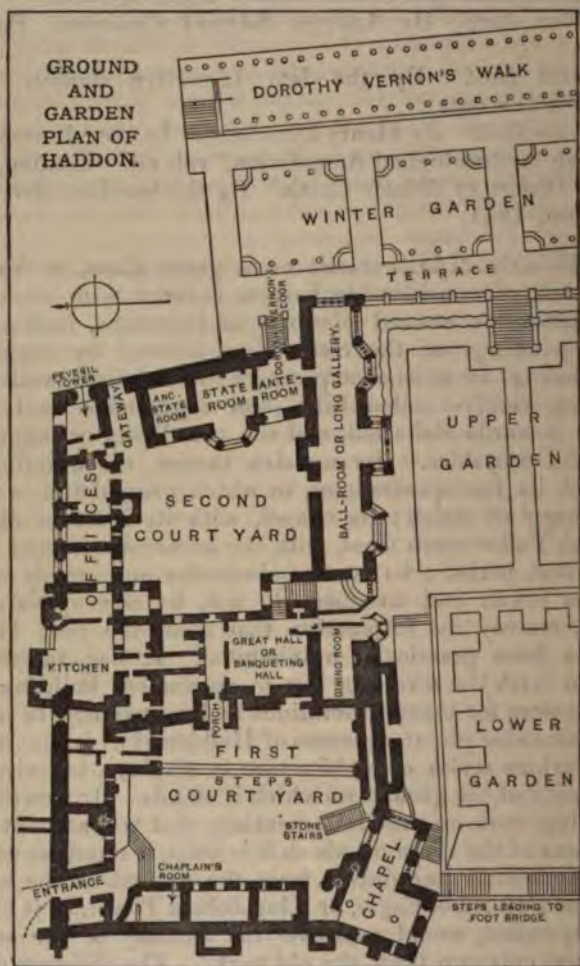 GROUND
AND
GARDEN
PLAN OF
HADDON.
DOROTHY VERNON'S WALK
WINTER GARDEN
TERRACE
DOROTHY VERNON'S
DOOR
PEVERIL
TOWER
GATEWAY
ANC-
STATE
ROOM
STATE
ROOM
ANTE-
ROOM
BALL-ROOM OR LONG GALLERY.
UPPER
GARDEN
OFFICES
SECOND
COURT YARD
KITCHEN
GREAT HALL
OR
BANQUETING
HALL
DINING ROOM
PORCH
LOWER
GARDEN
FIRST
STEPS
COURT YARD
STONE
STAIRS
CHAPLAIN'S
ROOM
ENTRANCE
CHAPEL
STEPS LEADING TO
FOOT BRIDGE.